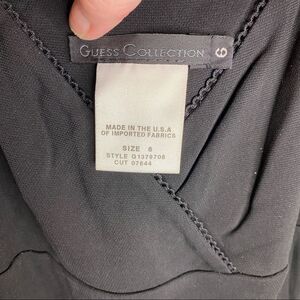 GUESS COLLECTION 6
MADE IN THE U.S.A
OF IMPORTED FABRICS
SIZE 6
STYLE G1379708
CUT 07644